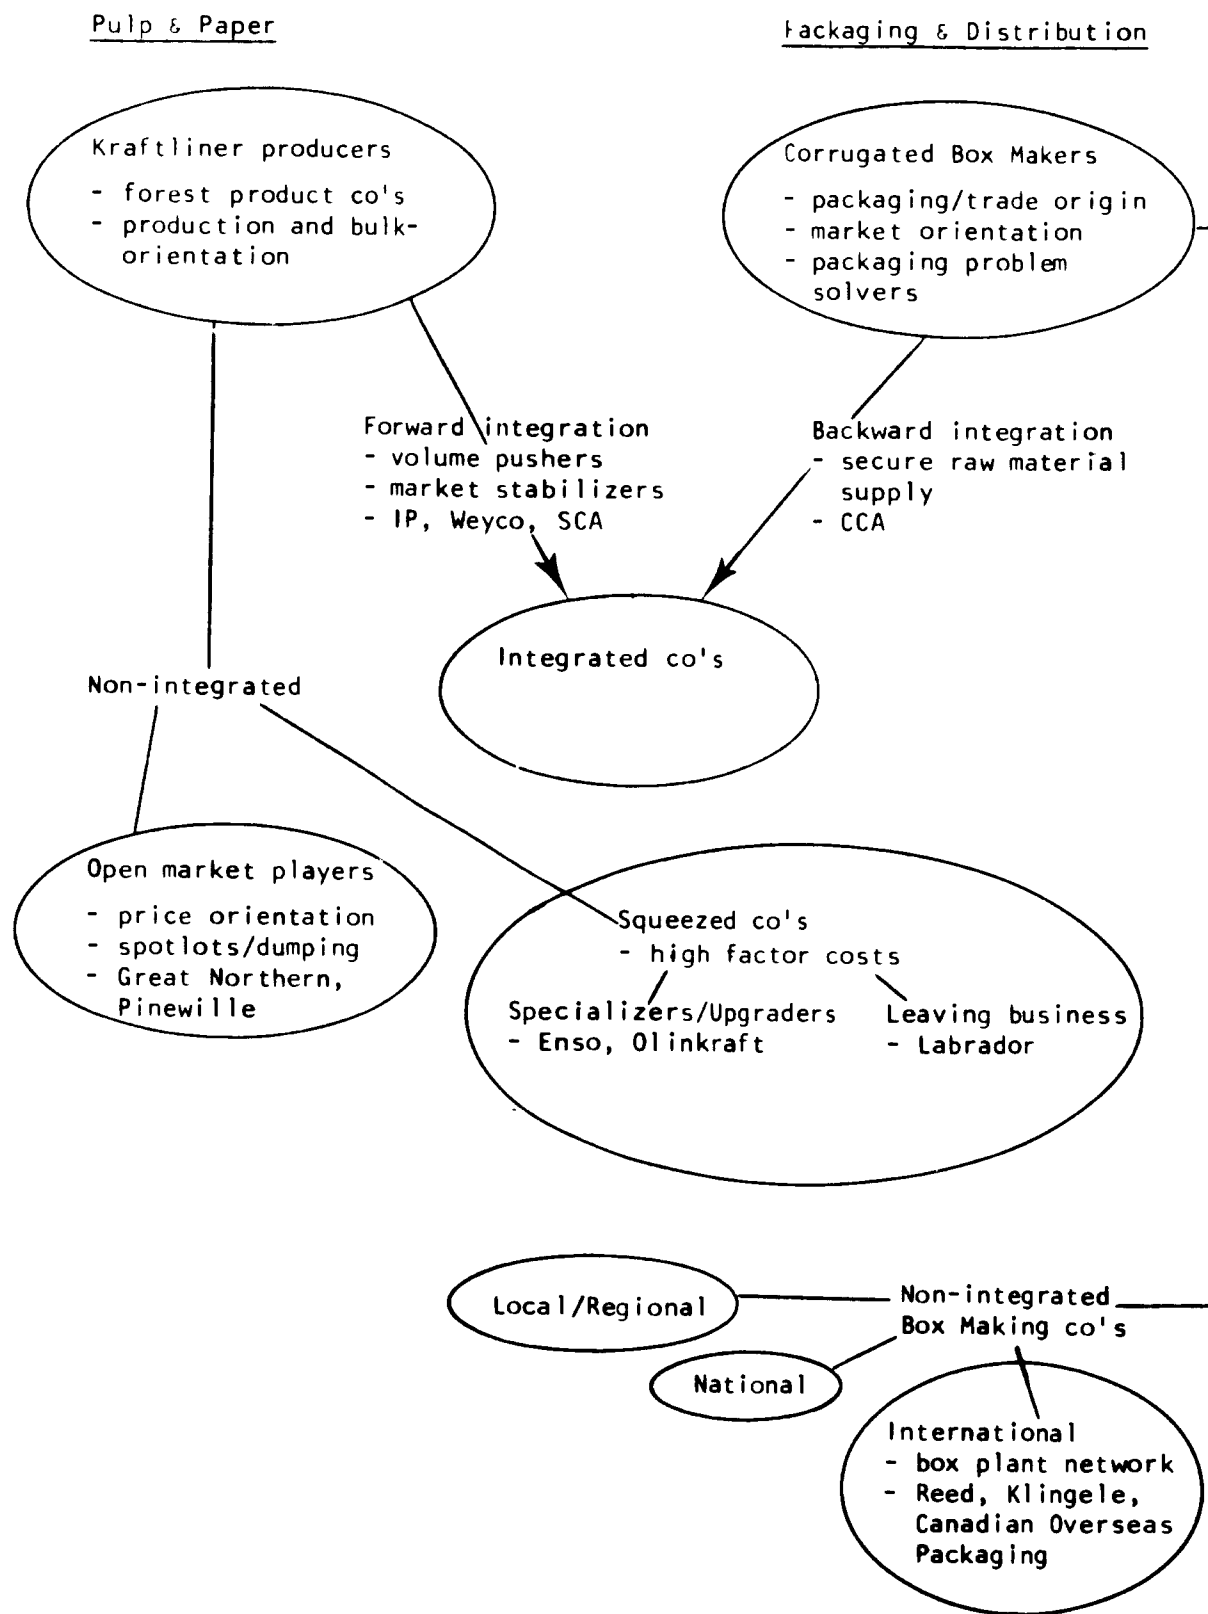 Pulp & Paper
Packaging & Distribution
Kraftliner producers
- forest product co's
- production and bulk-
orientation
Corrugated Box Makers
- packaging/trade origin
- market orientation
- packaging problem
solvers
Forward integration
- volume pushers
- market stabilizers
- IP, Weyco, SCA
Backward integration
- secure raw material
supply
- CCA
Integrated co's
Non-integrated
Open market players
- price orientation
- spotlots/dumping
- Great Northern,
Pinewille
Squeezed co's
- high factor costs
Specializers/Upgraders
- Enso, Olinkraft
Leaving business
- Labrador
Local/Regional
Non-integrated
Box Making co's
National
International
- box plant network
- Reed, Klingele,
Canadian Overseas
Packaging